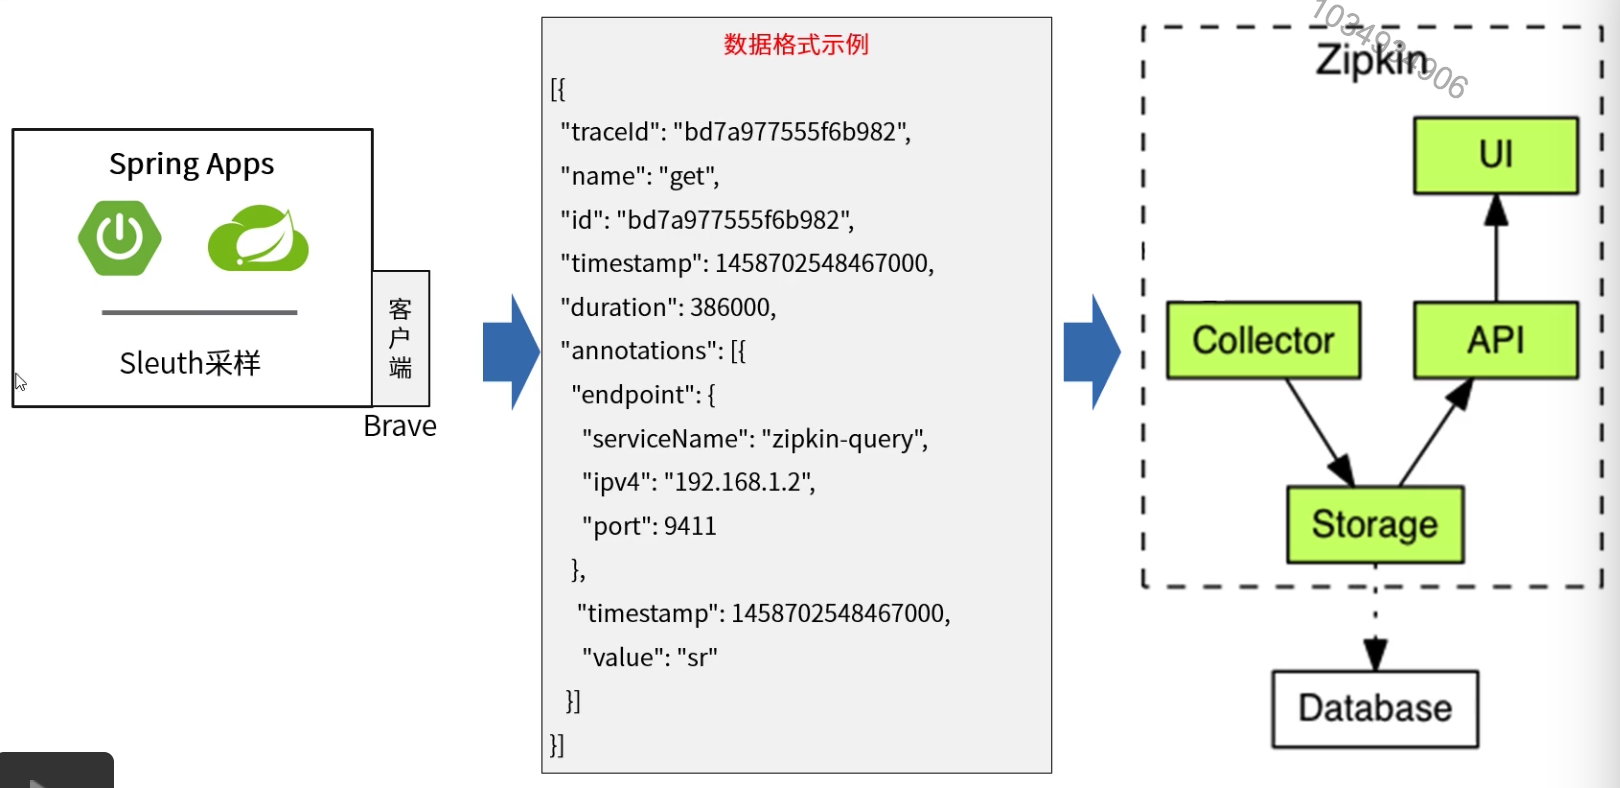 Spring Apps
Sleuth采样
客
户
端
Brave
数据格式示例
[{
"traceId": "bd7a977555f6b982",
"name": "get",
"id": "bd7a977555f6b982",
"timestamp": 1458702548467000,
"duration": 386000,
"annotations": [{
"endpoint": {
"serviceName": "zipkin-query",
"ipv4": "192.168.1.2",
"port": 9411
},
"timestamp": 1458702548467000,
"value": "sr"
}]
}]
Zipkin
UI
Collector
API
Storage
Database